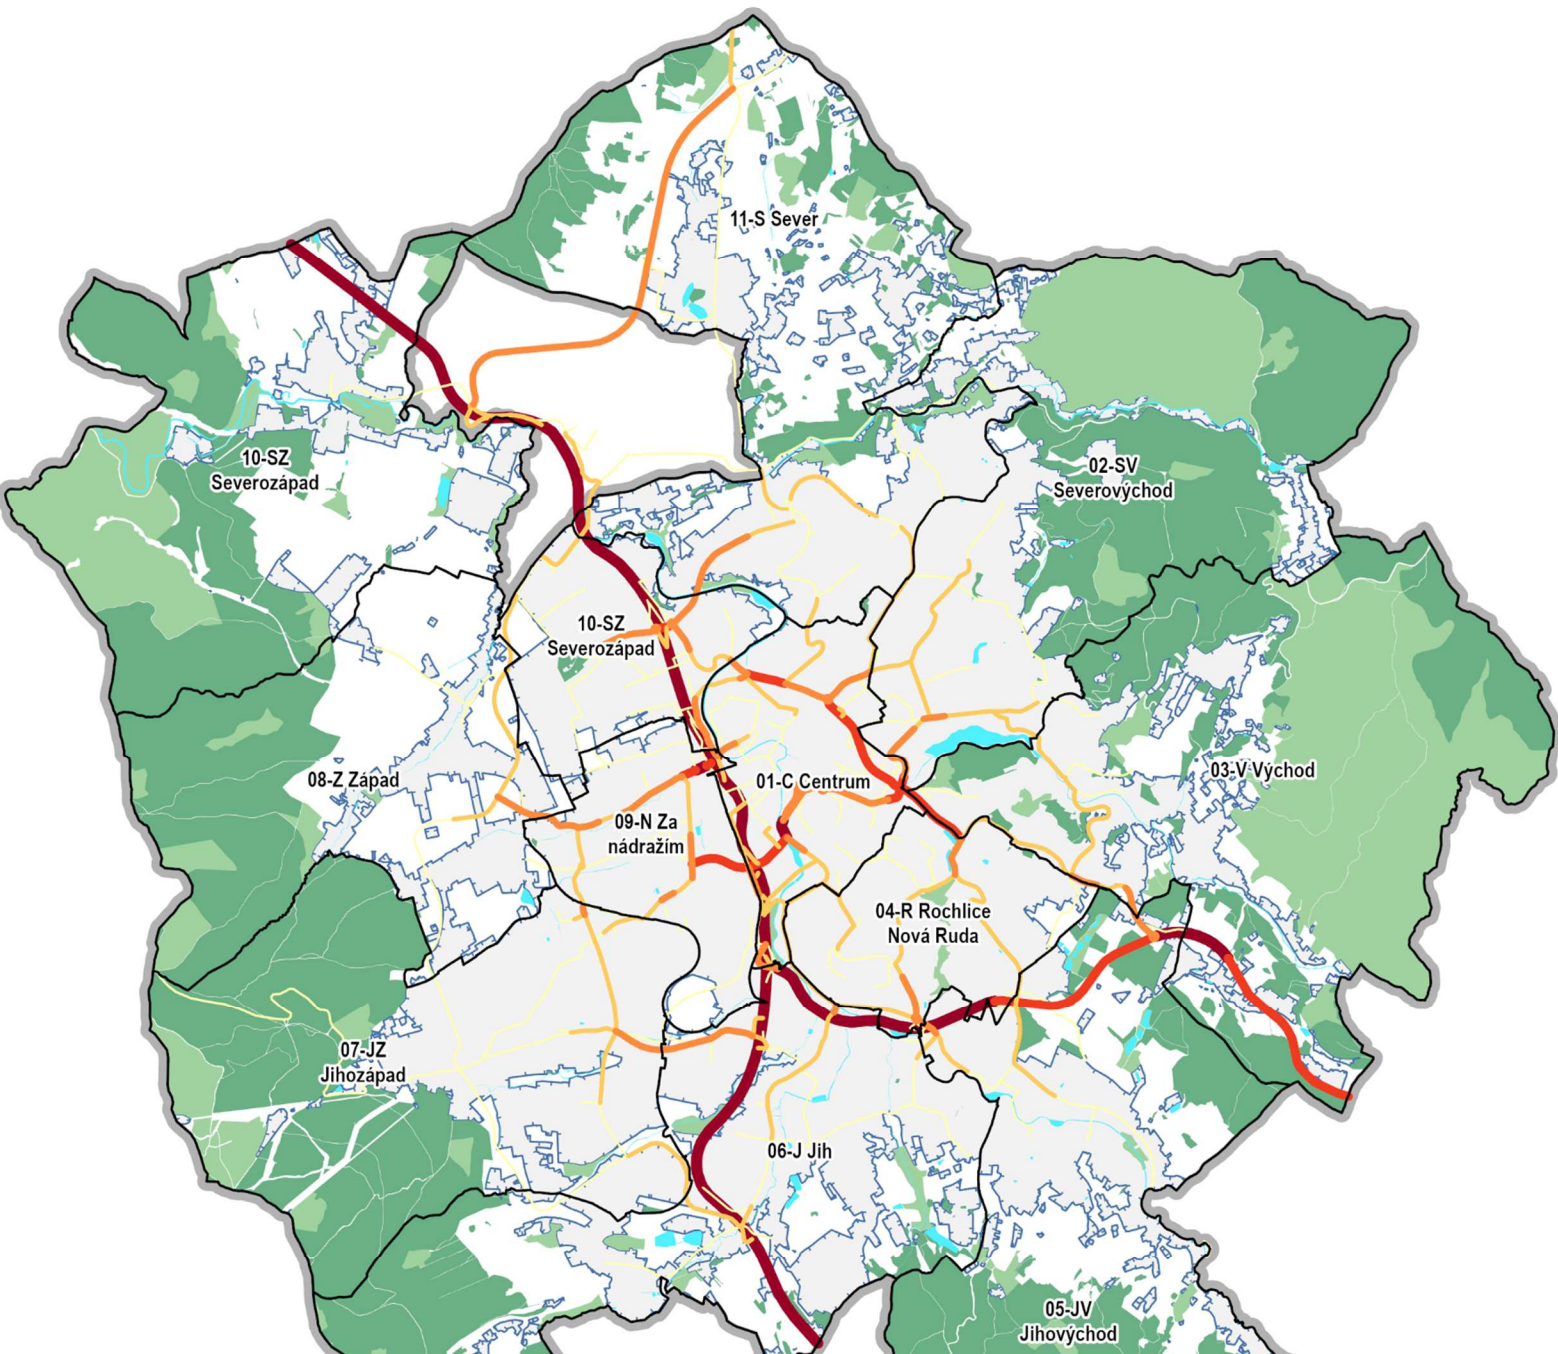 11-S Sever
10-SZ
Severozápad
02-SV
Severovýchod
10-SZ
Severozápad
08-Z Západ
01-C Centrum
03-V Východ
09-N Za
nádražím
04-R Rochlice
Nová Ruda
07-JZ
Jihozápad
06-J Jih
05-JV
Jihovýchod